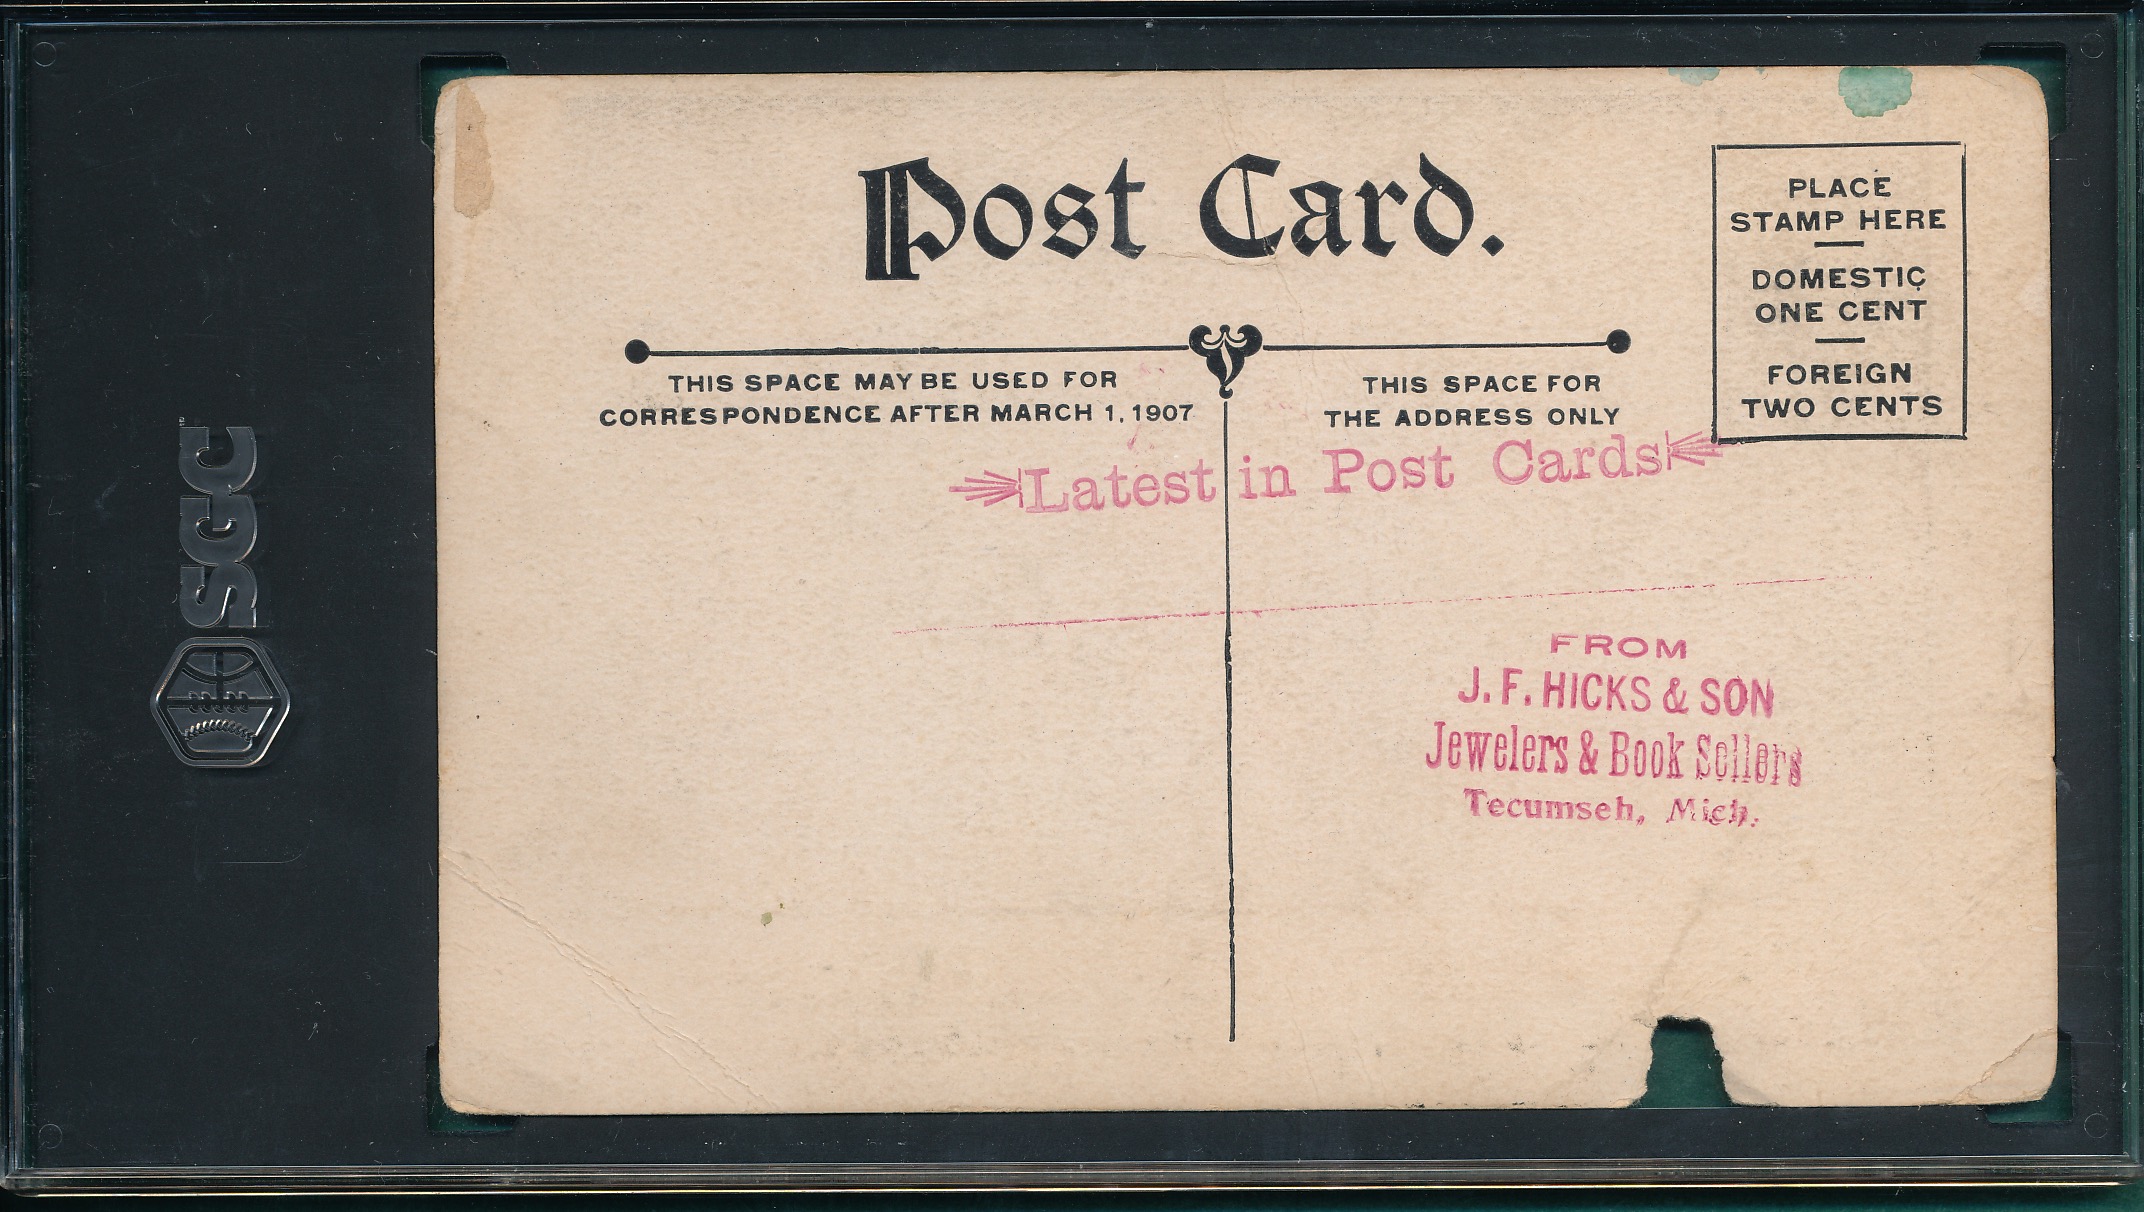 Post Card.
PLACE
STAMP HERE
DOMESTIC
ONE CENT
FOREIGN
TWO CENTS
THIS SPACE MAY BE USED FOR
CORRESPONDENCE AFTER MARCH 1, 1907
THIS SPACE FOR
THE ADDRESS ONLY
Latest in Post Cards
FROM
J. F. HICKS & SON
Jewelers & Book Sellers
Tecumseh, Mich.
SGC